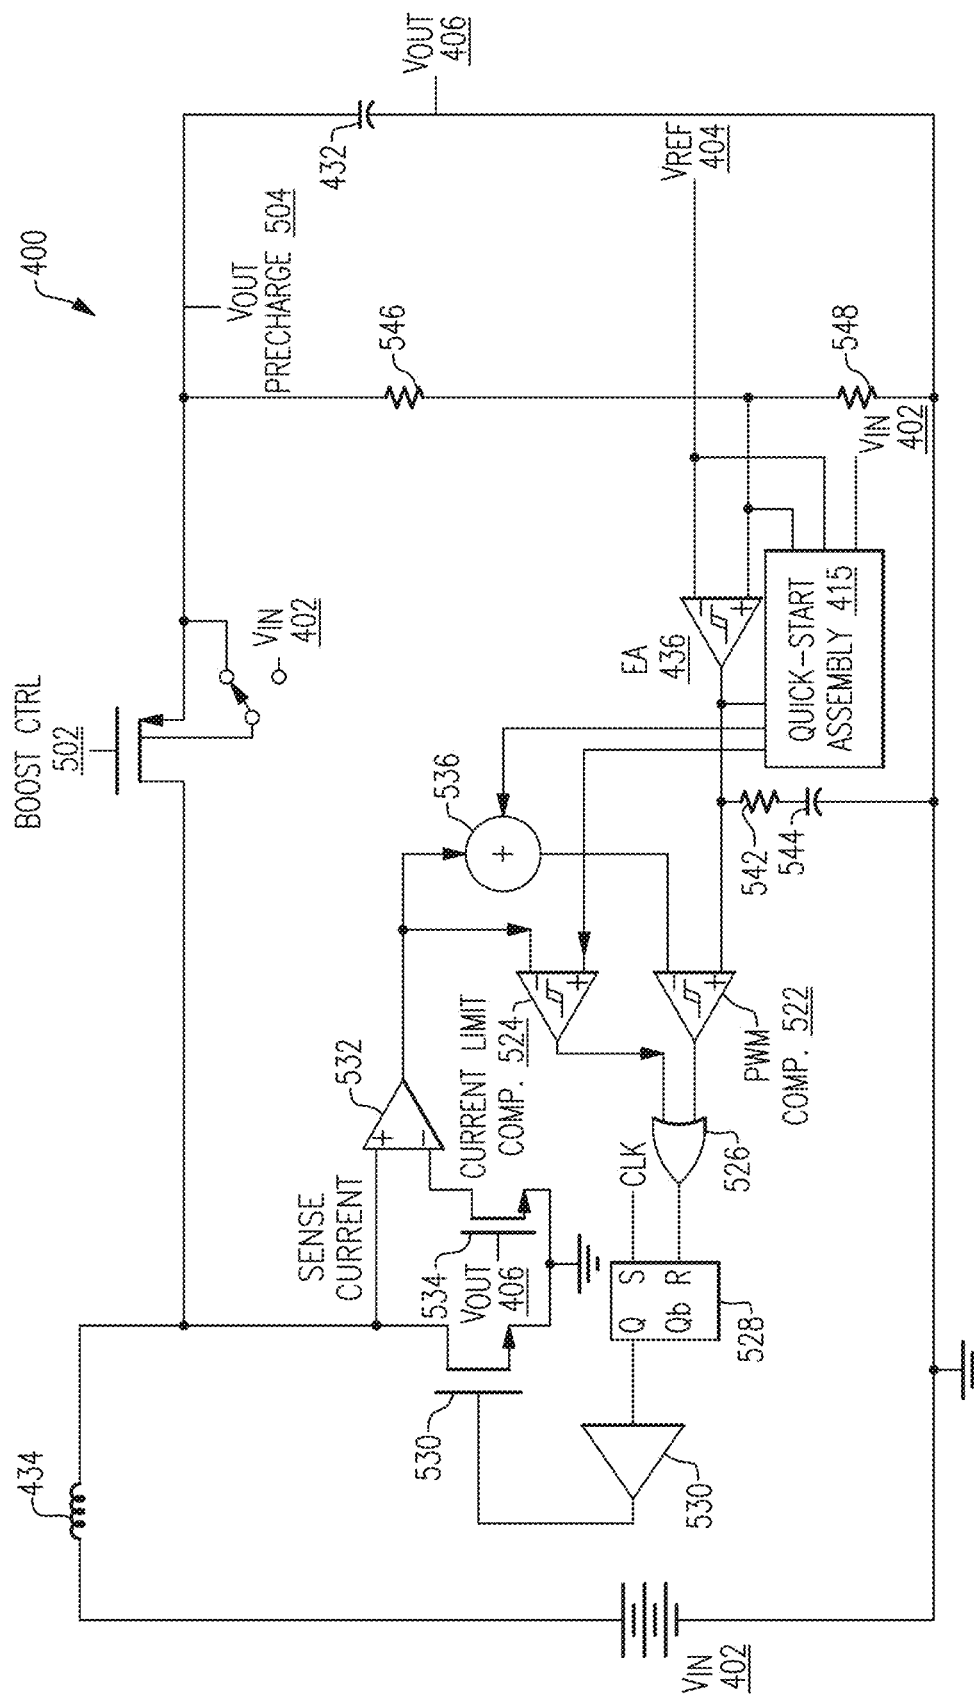 400
434
BOOST CTRL
502
VOUT
PRECHARGE 504
432
VOUT
406
VIN
402
546
VREF
404
548
VIN
402
SENSE
CURRENT
532
+
−
536
+
EA
436
−
+
QUICK-START
ASSEMBLY 415
530
534
VOUT
406
CURRENT LIMIT
COMP. 524
−
+
542
544
CLK
PWM
COMP. 522
−
+
526
Q S
Qb R
528
530
VIN
402